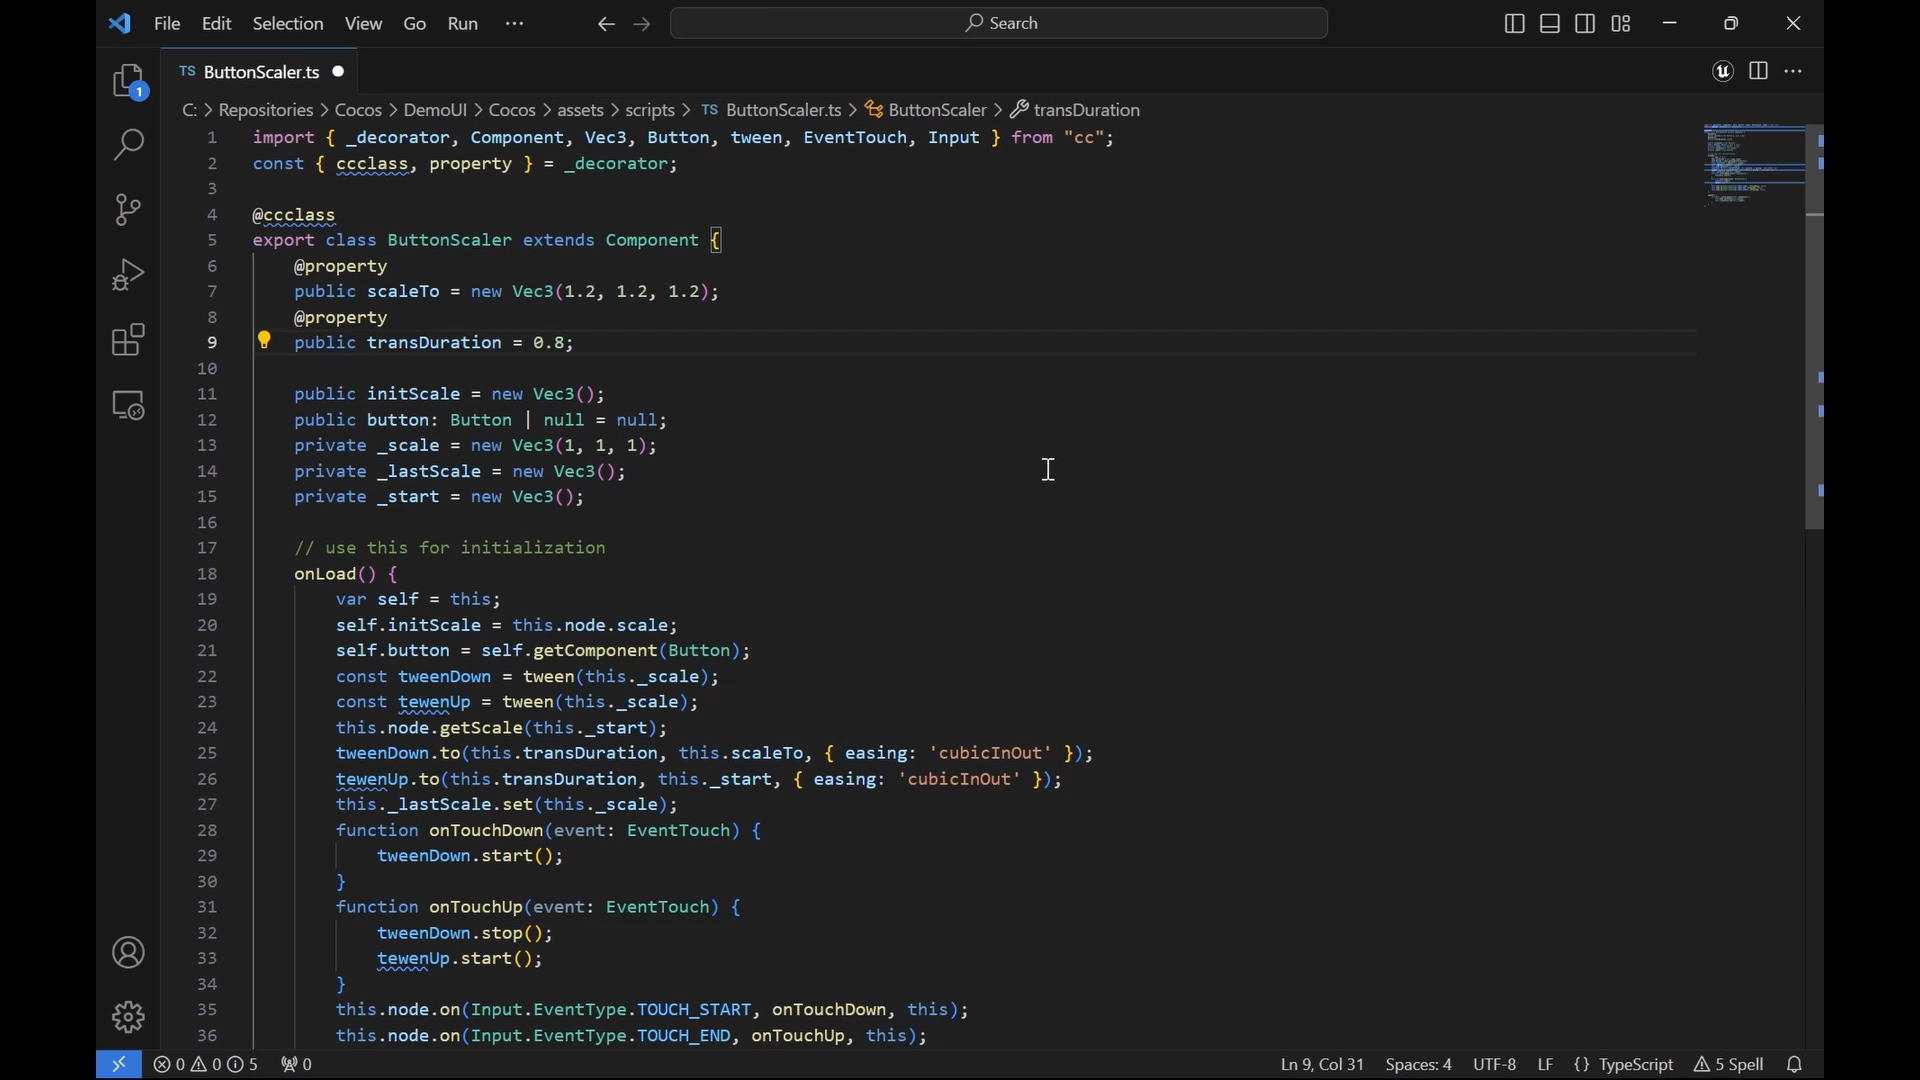 File Edit Selection View Go Run ··· Search
TS ButtonScaler.ts
C: > Repositories > Cocos > DemoUI > Cocos > assets > scripts > TS ButtonScaler.ts > ButtonScaler > transDuration
1 import { _decorator, Component, Vec3, Button, tween, EventTouch, Input } from "cc";
2 const { ccclass, property } = _decorator;
3
4 @ccclass
5 export class ButtonScaler extends Component {
6 @property
7 public scaleTo = new Vec3(1.2, 1.2, 1.2);
8 @property
9 public transDuration = 0.8;
10
11 public initScale = new Vec3();
12 public button: Button | null = null;
13 private _scale = new Vec3(1, 1, 1);
14 private _lastScale = new Vec3();
15 private _start = new Vec3();
16
17 // use this for initialization
18 onLoad() {
19 var self = this;
20 self.initScale = this.node.scale;
21 self.button = self.getComponent(Button);
22 const tweenDown = tween(this._scale);
23 const tewenUp = tween(this._scale);
24 this.node.getScale(this._start);
25 tweenDown.to(this.transDuration, this.scaleTo, { easing: 'cubicInOut' });
26 tewenUp.to(this.transDuration, this._start, { easing: 'cubicInOut' });
27 this._lastScale.set(this._scale);
28 function onTouchDown(event: EventTouch) {
29 tweenDown.start();
30 }
31 function onTouchUp(event: EventTouch) {
32 tweenDown.stop();
33 tewenUp.start();
34 }
35 this.node.on(Input.EventType.TOUCH_START, onTouchDown, this);
36 this.node.on(Input.EventType.TOUCH_END, onTouchUp, this);
1
0 0 5 0 Ln 9, Col 31 Spaces: 4 UTF-8 LF {} TypeScript 5 Spell